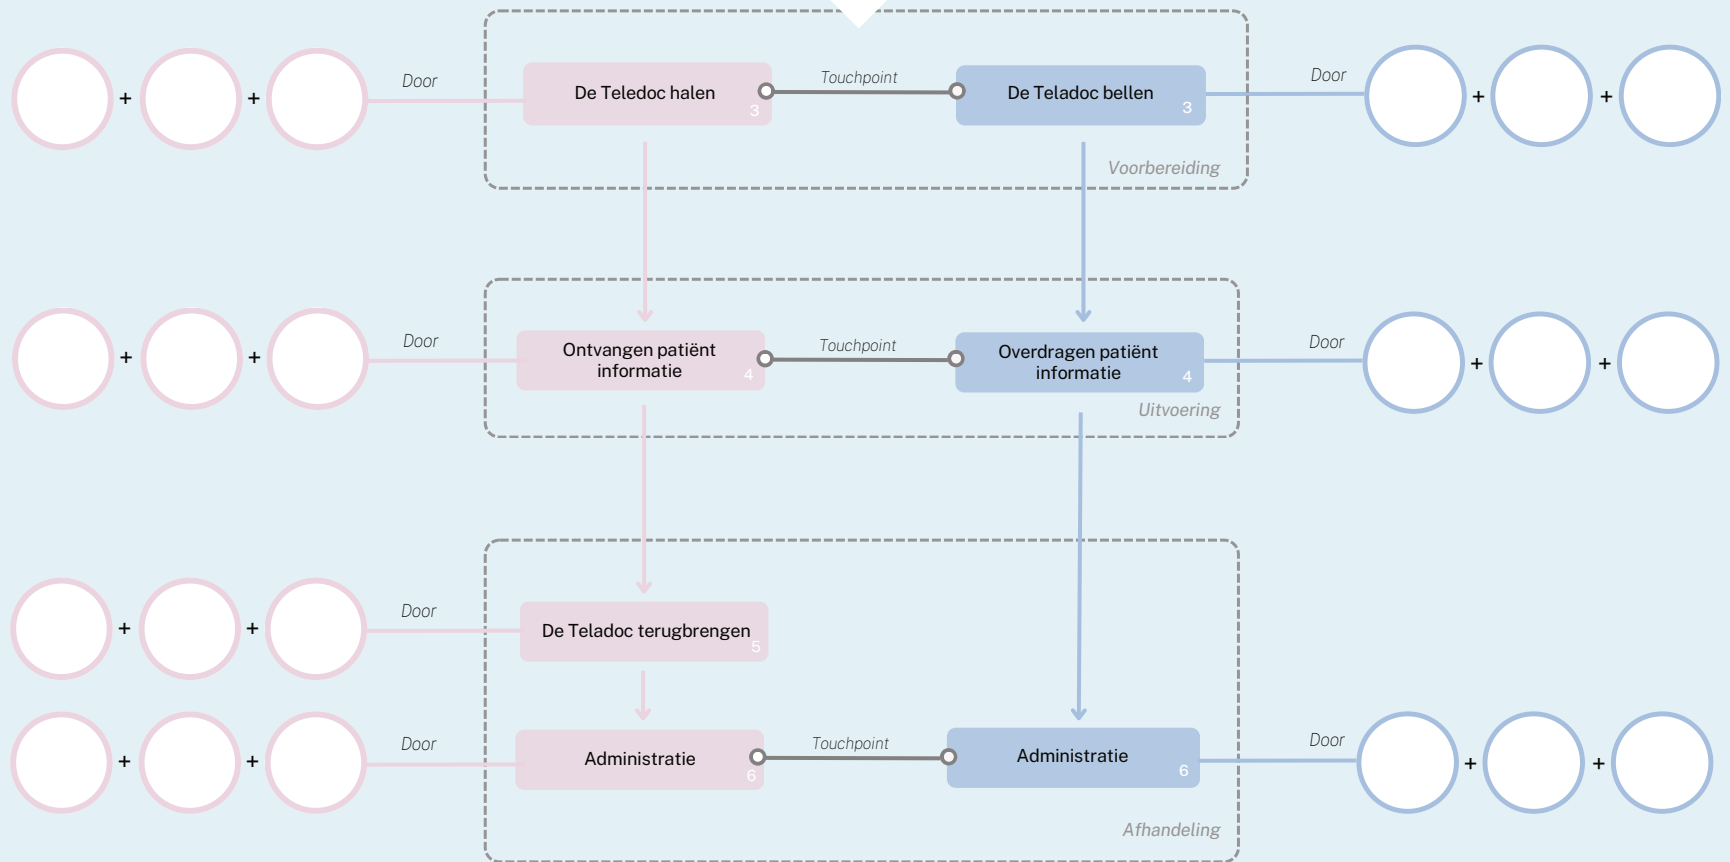 + + Door De Teledoc halen 3 Touchpoint De Teladoc bellen 3 Door + +
Voorbereiding
+ + Door Ontvangen patiënt informatie 4 Touchpoint Overdragen patiënt informatie 4 Door + +
Uitvoering
+ + Door De Teladoc terugbrengen 5
+ + Door Administratie 6 Touchpoint Administratie 6 Door + +
Afhandeling